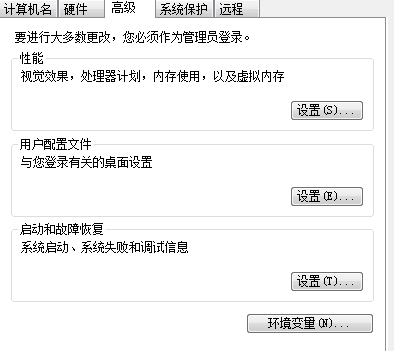 计算机名 硬件 高级 系统保护 远程
要进行大多数更改，您必须作为管理员登录。
性能
视觉效果，处理器计划，内存使用，以及虚拟内存
设置(S)...
用户配置文件
与您登录有关的桌面设置
设置(E)...
启动和故障恢复
系统启动、系统失败和调试信息
设置(T)...
环境变量(N)...